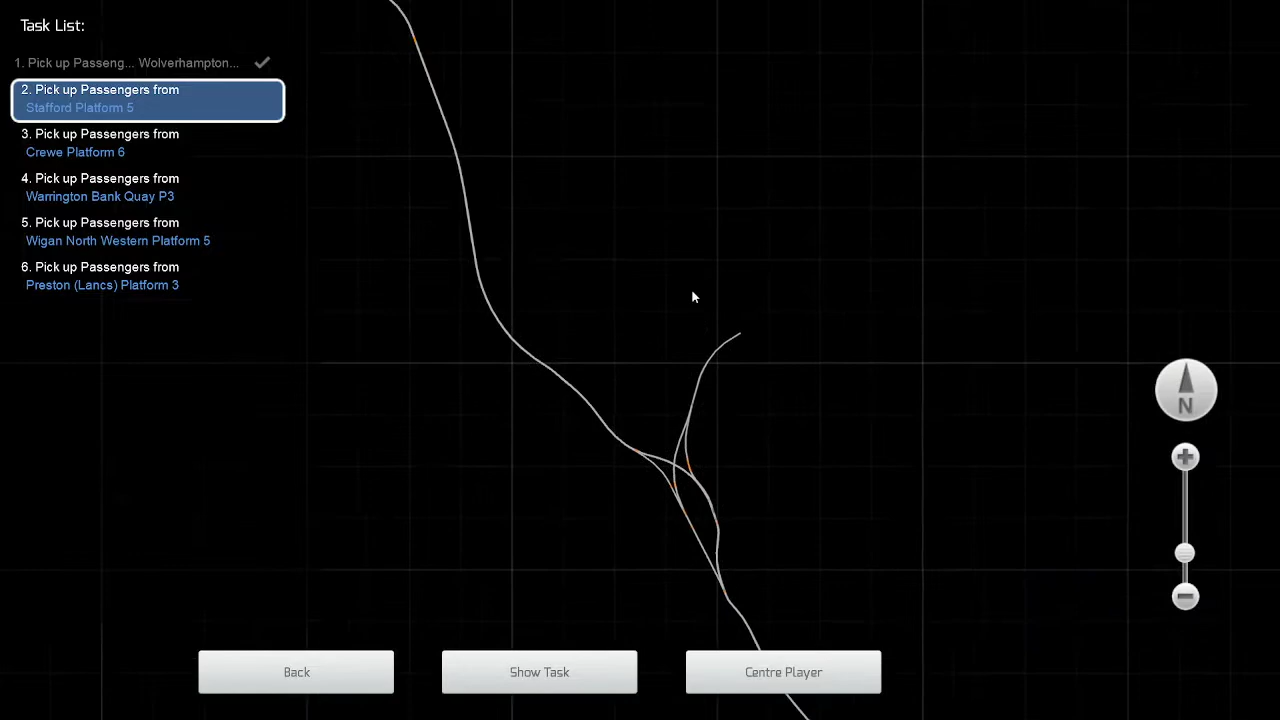 Task List:
1. Pick up Passeng... Wolverhampton...
2. Pick up Passengers from
Stafford Platform 5
3. Pick up Passengers from
Crewe Platform 6
4. Pick up Passengers from
Warrington Bank Quay P3
5. Pick up Passengers from
Wigan North Western Platform 5
6. Pick up Passengers from
Preston (Lancs) Platform 3
N
Back
Show Task
Centre Player